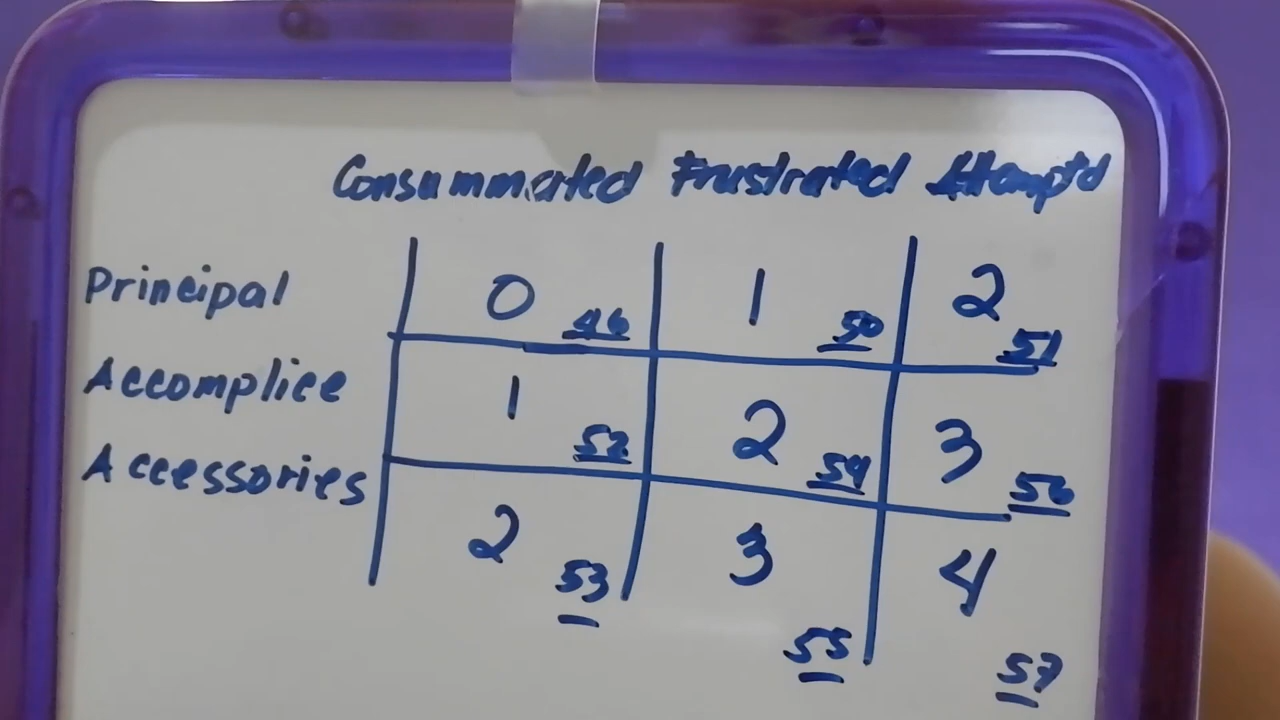 Consummated Frustrated Attempt'd
Principal 0 46 1 50 2 51
Accomplice 1 52 2 54 3 56
Accessories 2 53 3 55 4 57